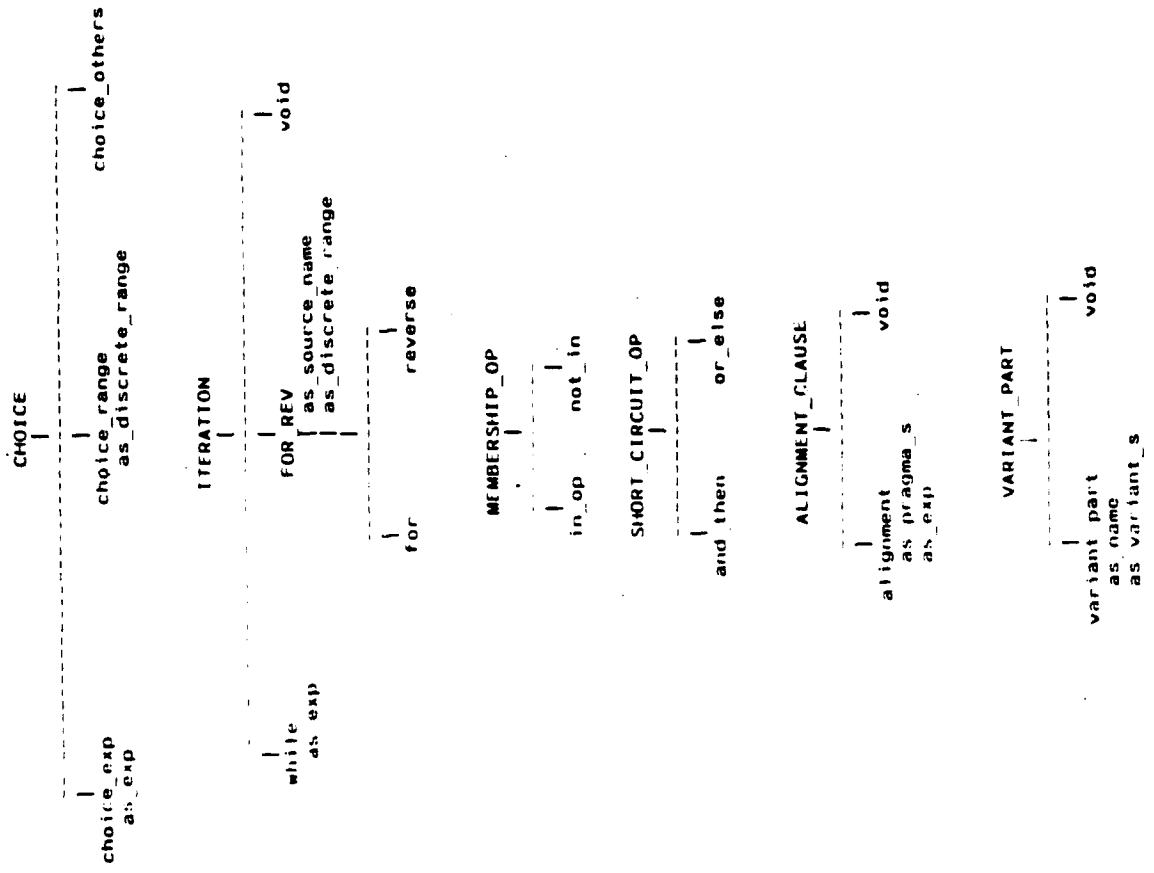 CHOICE
choice_exp choice_range choice_others
as_exp as_discrete_range
ITERATION
while FOR_REV void
as_exp as_source_name
as_discrete_range
for reverse
MEMBERSHIP_OP
in_op not_in
SHORT_CIRCUIT_OP
and_then or_else
ALIGNMENT_CLAUSE
alignment void
as_pragma_s
as_exp
VARIANT_PART
variant_part void
as_name
as_variant_s